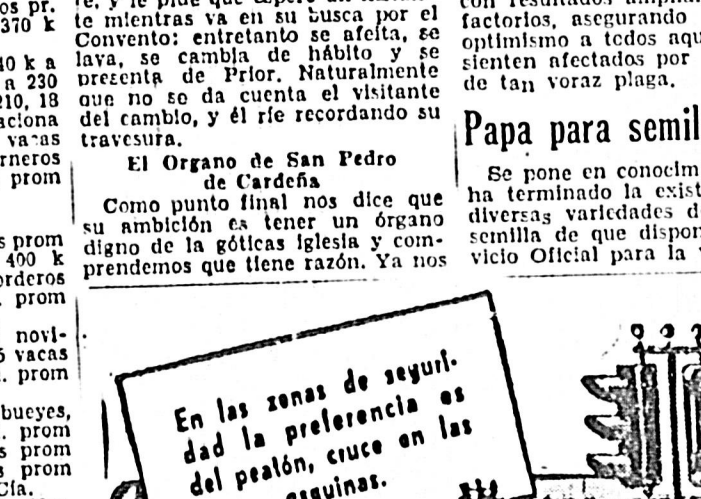 os pr.
370 k
40 k a
a 230
210, 18
aciona
vacas
rneros
prom
s prom
400 k
orderos
. prom
novi-
5 vacas
. prom
bueyes,
. prom
s prom
s prom
Cía.
te mientras va en su busca por el
Convento: entretanto se afeita, se
lava, se cambia de hábito y se
presenta de Prior. Naturalmente
que no se da cuenta el visitante
del cambio, y él ríe recordando su
travesura.
El Organo de San Pedro
de Cardeña
Como punto final nos dice que
su ambición es tener un órgano
digno de la góticas iglesia y com-
prendemos que tiene razón. Ya nos
factorios, asegurando
optimismo a todos aqu
sienten afectados por
de tan voraz plaga.
Papa para semil
Se pone en conocim
ha terminado la exist
diversas variedades d
semilla de que dispon
vicio Oficial para la
En las zonas de seguri-
dad la preferencia es
del peatón, cruce en las
esquinas.